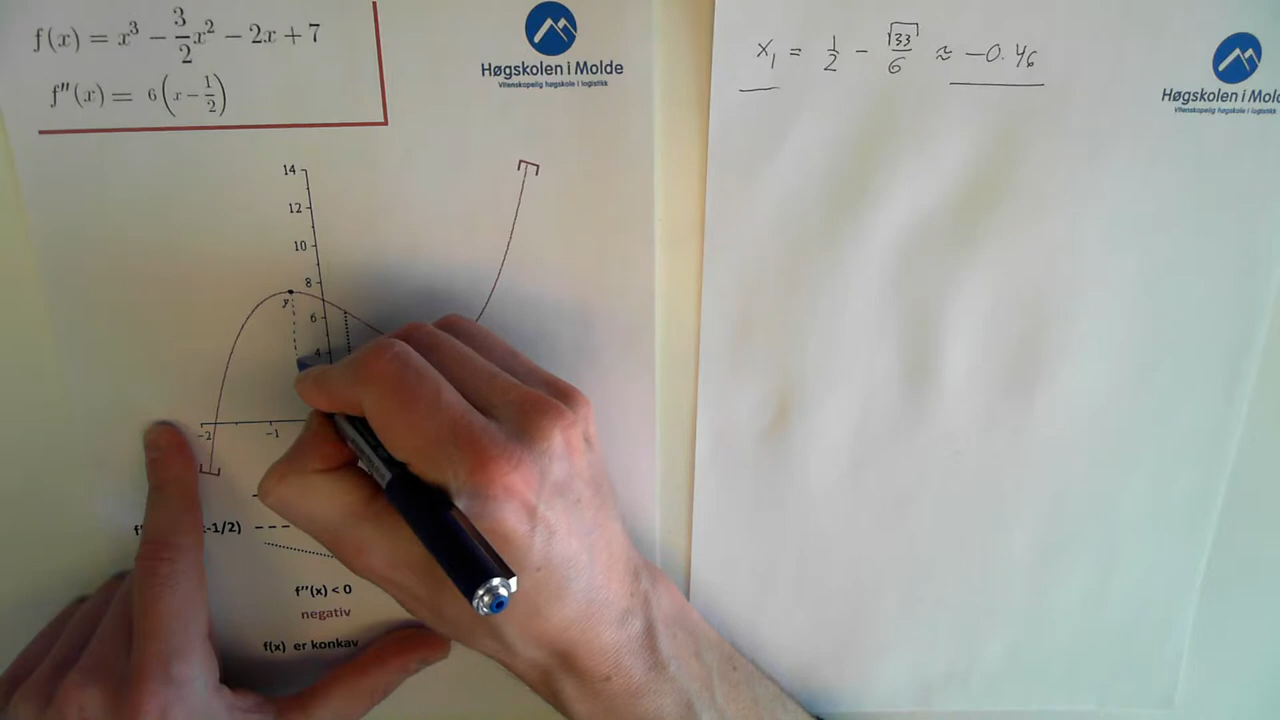 f(x) = x³ − 3/2 x² − 2x + 7
f''(x) = 6(x − 1/2)
Høgskolen i Molde
Vitenskapelig høgskole i logistikk
14
12
10
8
y
6
4
-2
-1
-1/2)
f''(x) < 0
negativ
f(x) er konkav
x₁ = 1/2 − √33/6 ≈ −0.46
Høgskolen i Mold
Vitenskapelig høgskole i logistikk